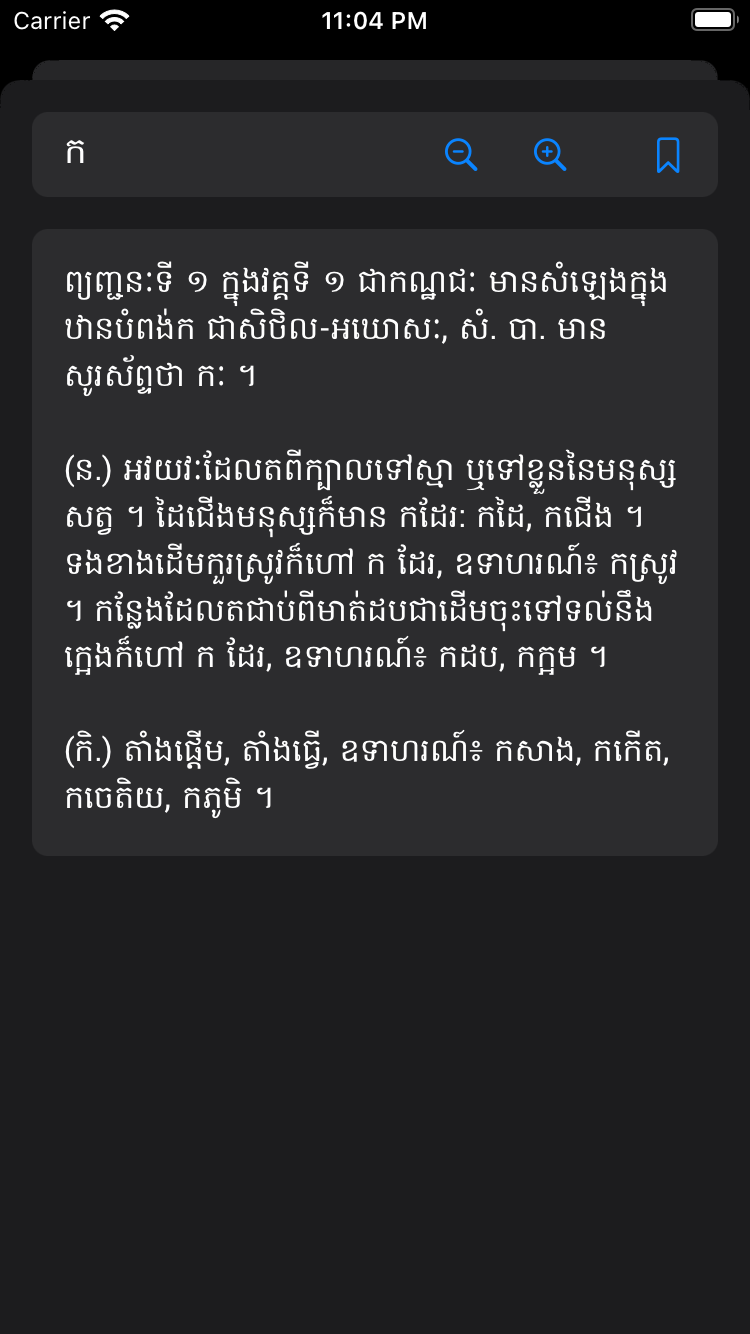 Carrier
11:04 PM
ក
ព្យញ្ជនៈទី ១ ក្នុងវគ្គទី ១ ជាកណ្ឋជៈ មានសំឡេងក្នុង
ឋានបំពង់ក ជាសិថិល-អឃោសៈ, សំ. បា. មាន
សូរស័ព្ទថា កៈ ។
(ន.) អវយវៈដែលតពីក្បាលទៅស្មា ឬទៅខ្លួននៃមនុស្ស
សត្វ ។ ដៃជើងមនុស្សក៏មាន កដែរ: កដៃ, កជើង ។
ទងខាងដើមកួរស្រូវក៏ហៅ ក ដែរ, ឧទាហរណ៍៖ កស្រូវ
។ កន្លែងដែលតជាប់ពីមាត់ដបជាដើមចុះទៅទល់នឹង
ក្អេងក៏ហៅ ក ដែរ, ឧទាហរណ៍៖ កដប, កក្អម ។
(កិ.) តាំងផ្ដើម, តាំងធ្វើ, ឧទាហរណ៍៖ កសាង, កកើត,
កចេតិយ, កភូមិ ។